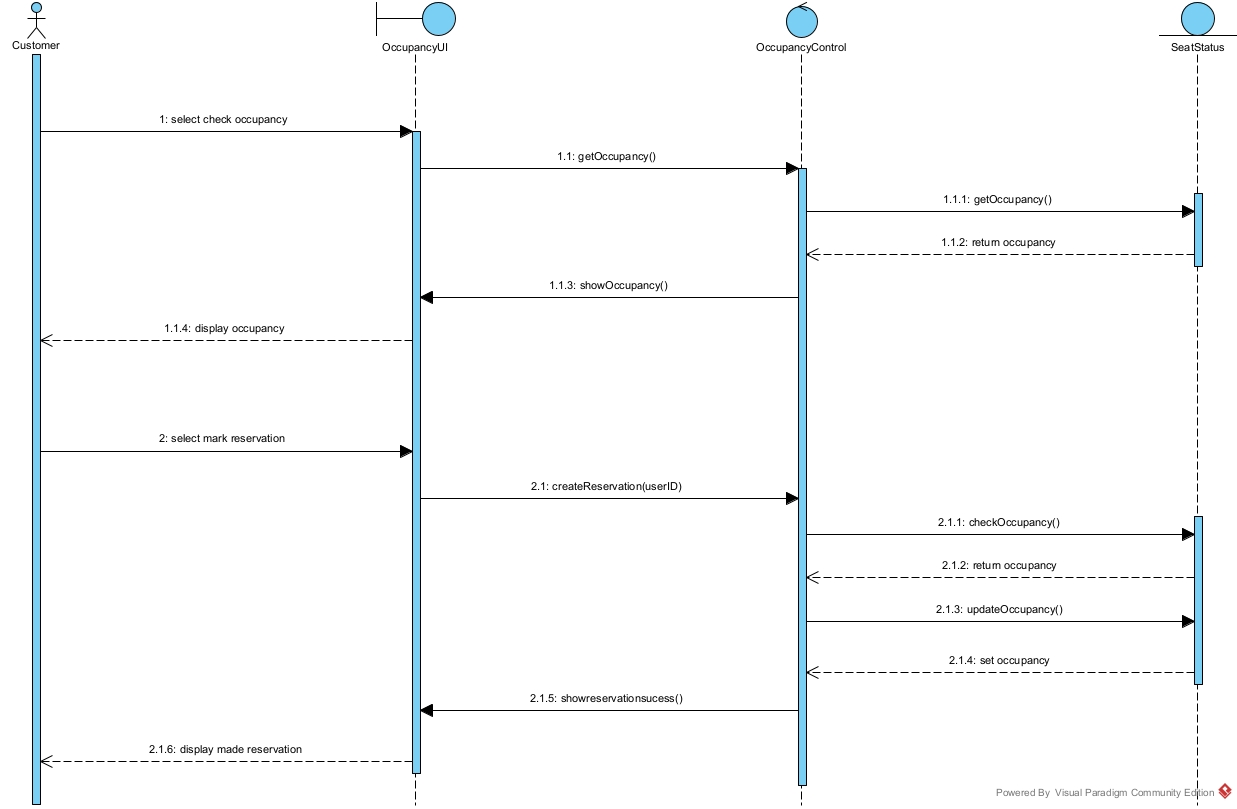 Customer
OccupancyUI
OccupancyControl
SeatStatus
1: select check occupancy
1.1: getOccupancy()
1.1.1: getOccupancy()
1.1.2: return occupancy
1.1.3: showOccupancy()
1.1.4: display occupancy
2: select mark reservation
2.1: createReservation(userID)
2.1.1: checkOccupancy()
2.1.2: return occupancy
2.1.3: updateOccupancy()
2.1.4: set occupancy
2.1.5: showreservationsucess()
2.1.6: display made reservation
Powered By Visual Paradigm Community Edition